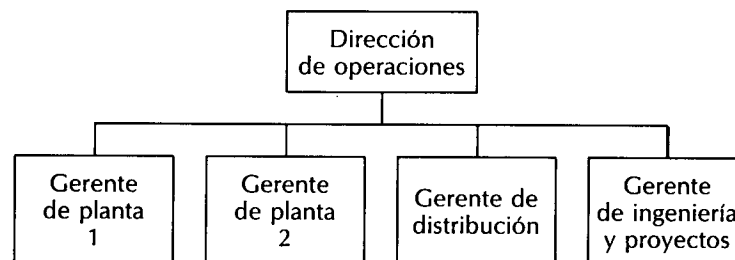 Dirección
de operaciones
Gerente
de planta
1
Gerente
de planta
2
Gerente de
distribución
Gerente
de ingeniería
y proyectos